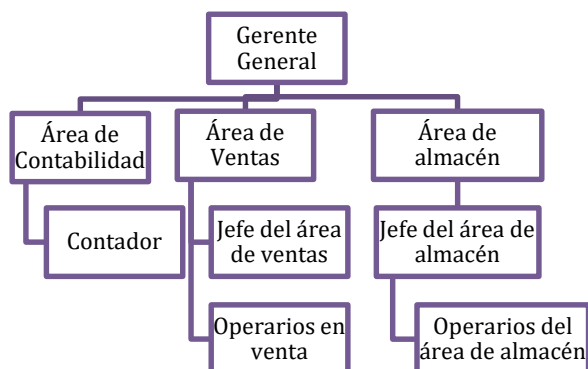 Gerente
General
Área de
Contabilidad
Área de
Ventas
Área de
almacén
Contador
Jefe del área
de ventas
Jefe del área de
almacén
Operarios en
venta
Operarios del
área de almacén